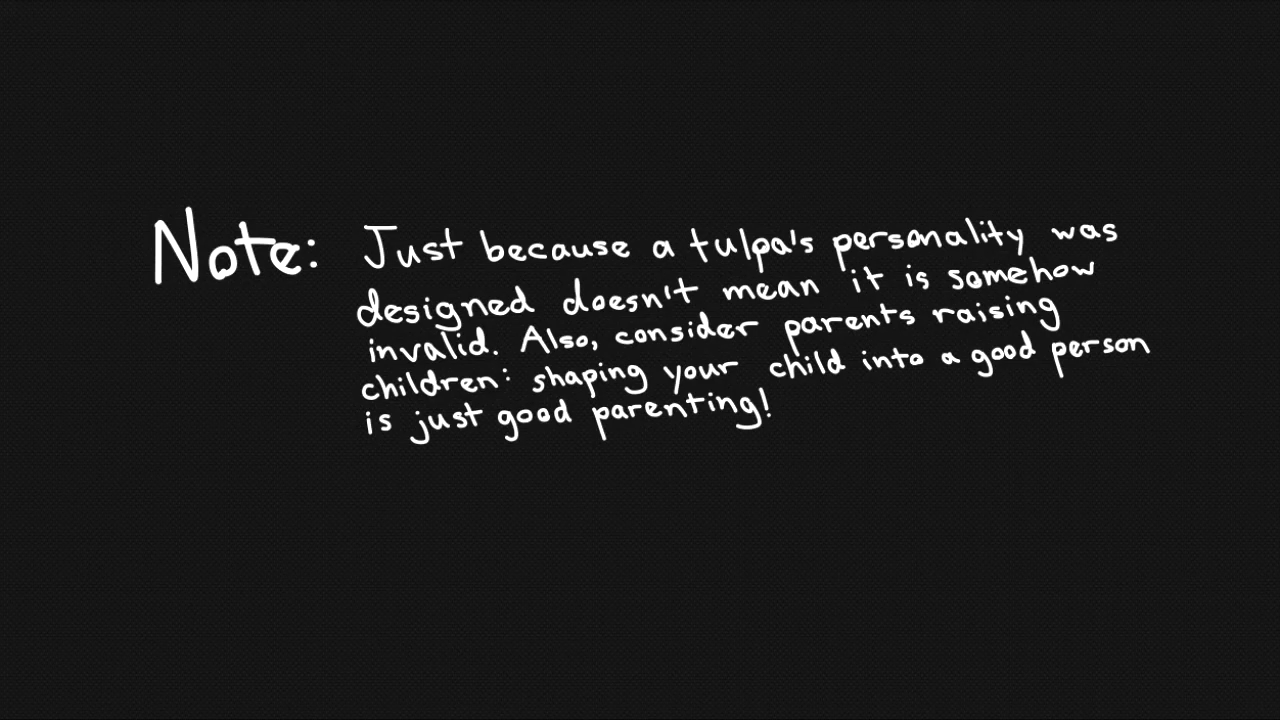 Note: Just because a tulpa's personality was
designed doesn't mean it is somehow
invalid. Also, consider parents raising
children: shaping your child into a good person
is just good parenting!